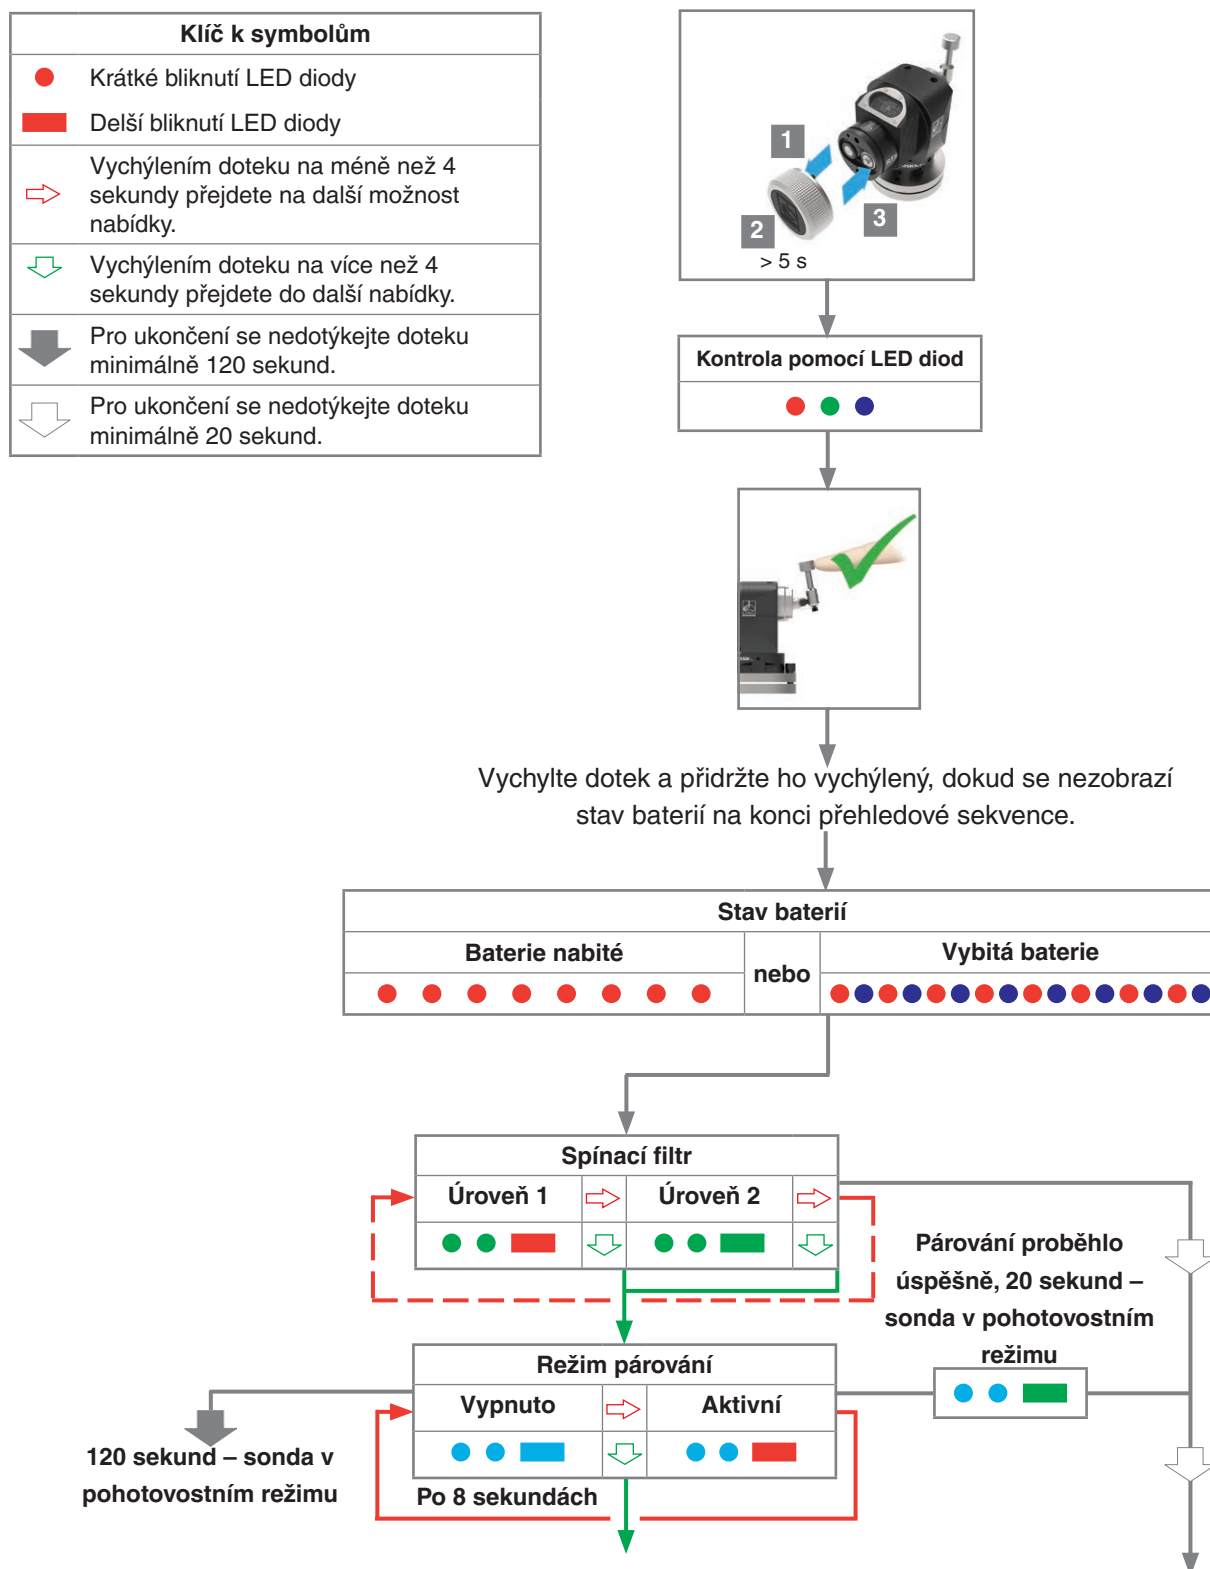 Klíč k symbolům
Krátké bliknutí LED diody
Delší bliknutí LED diody
Vychýlením doteku na méně než 4
sekundy přejdete na další možnost
nabídky.
Vychýlením doteku na více než 4
sekundy přejdete do další nabídky.
Pro ukončení se nedotýkejte doteku
minimálně 120 sekund.
Pro ukončení se nedotýkejte doteku
minimálně 20 sekund.
1
2
3
> 5 s
Kontrola pomocí LED diod
Vychylte dotek a přidržte ho vychýlený, dokud se nezobrazí
stav baterií na konci přehledové sekvence.
Stav baterií
Baterie nabité
nebo
Vybitá baterie
Spínací filtr
Úroveň 1
Úroveň 2
Párování proběhlo
úspěšně, 20 sekund –
sonda v pohotovostním
režimu
Režim párování
Vypnuto
Aktivní
120 sekund – sonda v
pohotovostním režimu
Po 8 sekundách